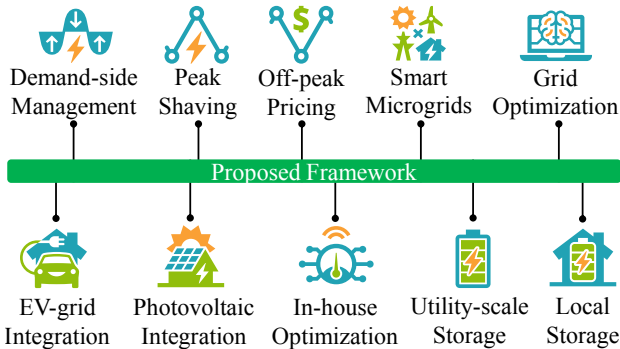 $
Demand-side
Management
Peak
Shaving
Off-peak
Pricing
Smart
Microgrids
Grid
Optimization
Proposed Framework
EV-grid
Integration
Photovoltaic
Integration
In-house
Optimization
Utility-scale
Storage
Local
Storage